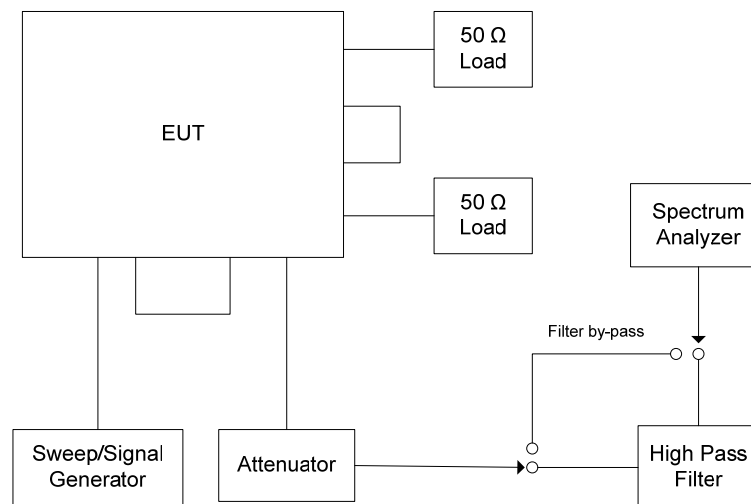 50 Ω
Load
EUT
50 Ω
Load
Spectrum
Analyzer
Filter by-pass
Sweep/Signal
Generator
Attenuator
High Pass
Filter